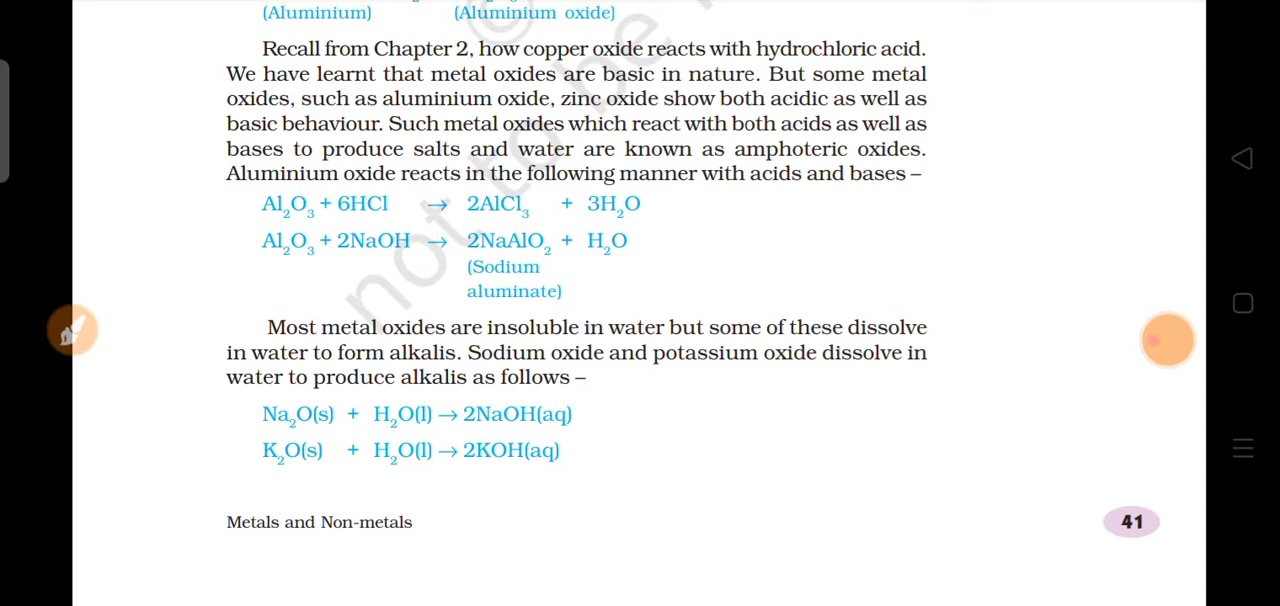 (Aluminium) (Aluminium oxide)
Recall from Chapter 2, how copper oxide reacts with hydrochloric acid.
We have learnt that metal oxides are basic in nature. But some metal
oxides, such as aluminium oxide, zinc oxide show both acidic as well as
basic behaviour. Such metal oxides which react with both acids as well as
bases to produce salts and water are known as amphoteric oxides.
Aluminium oxide reacts in the following manner with acids and bases –
Al₂O₃ + 6HCl → 2AlCl₃ + 3H₂O
Al₂O₃ + 2NaOH → 2NaAlO₂ + H₂O
(Sodium
aluminate)
Most metal oxides are insoluble in water but some of these dissolve
in water to form alkalis. Sodium oxide and potassium oxide dissolve in
water to produce alkalis as follows –
Na₂O(s) + H₂O(l) → 2NaOH(aq)
K₂O(s) + H₂O(l) → 2KOH(aq)
Metals and Non-metals 41
not to be
©